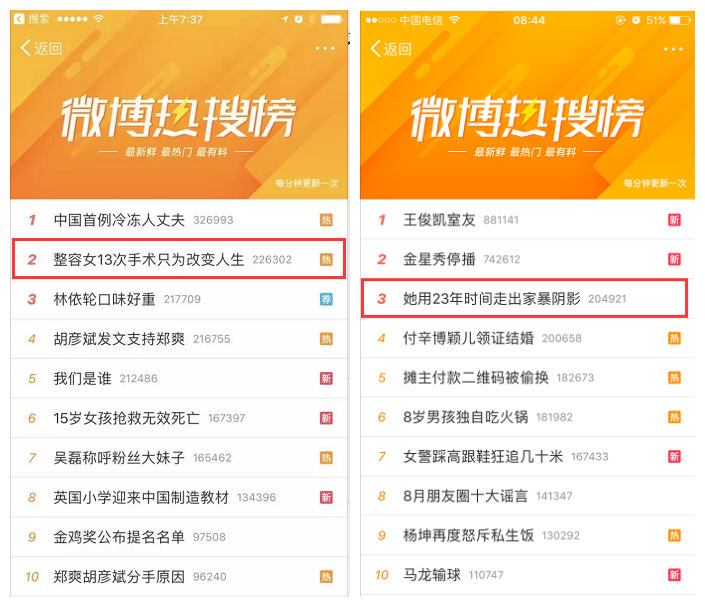 搜索 上午7:37
返回
微博热搜榜
最新鲜 最热门 最有料
每分钟更新一次
1 中国首例冷冻人丈夫 326993 热
2 整容女13次手术只为改变人生 226302 热
3 林依轮口味好重 217709 荐
4 胡彦斌发文支持郑爽 216755 热
5 我们是谁 212486 新
6 15岁女孩抢救无效死亡 167397 新
7 吴磊称呼粉丝大妹子 165462 热
8 英国小学迎来中国制造教材 134396 新
9 金鸡奖公布提名名单 97508
10 郑爽胡彦斌分手原因 96240 热
中国电信 08:44 51%
返回
微博热搜榜
最新鲜 最热门 最有料
每分钟更新一次
1 王俊凯室友 881141 新
2 金星秀停播 742612 新
3 她用23年时间走出家暴阴影 204921
4 付辛博颖儿领证结婚 200658 热
5 摊主付款二维码被偷换 182673 热
6 8岁男孩独自吃火锅 181982 热
7 女警踩高跟鞋狂追几十米 167433 新
8 8月朋友圈十大谣言 141347
9 杨坤再度怒斥私生饭 130292 热
10 马龙输球 110747 新